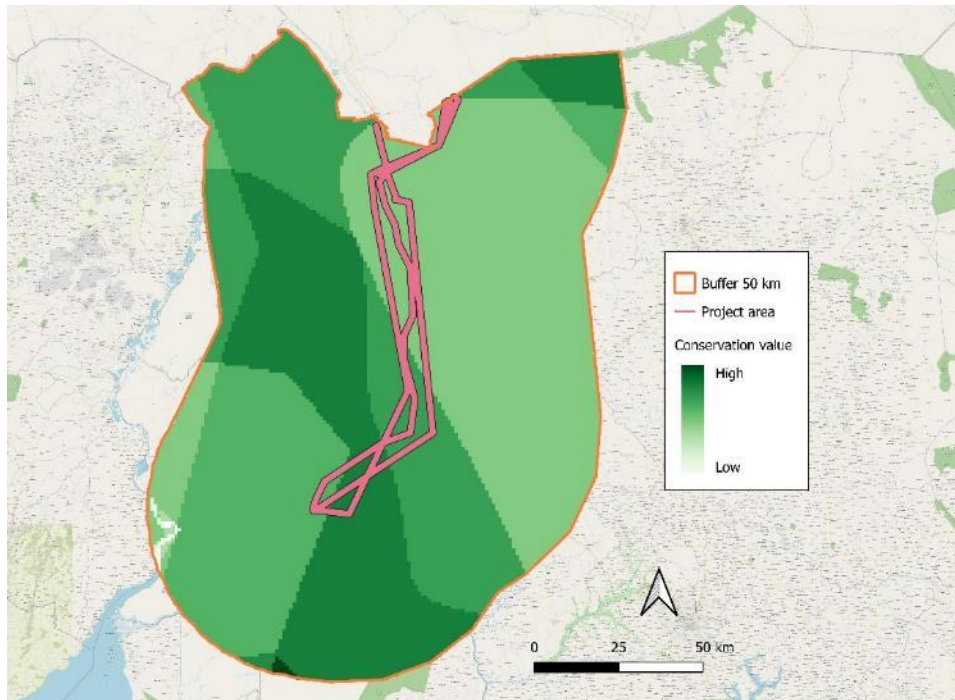 Buffer 50 km
Project area
Conservation value
High
Low
0 25 50 km